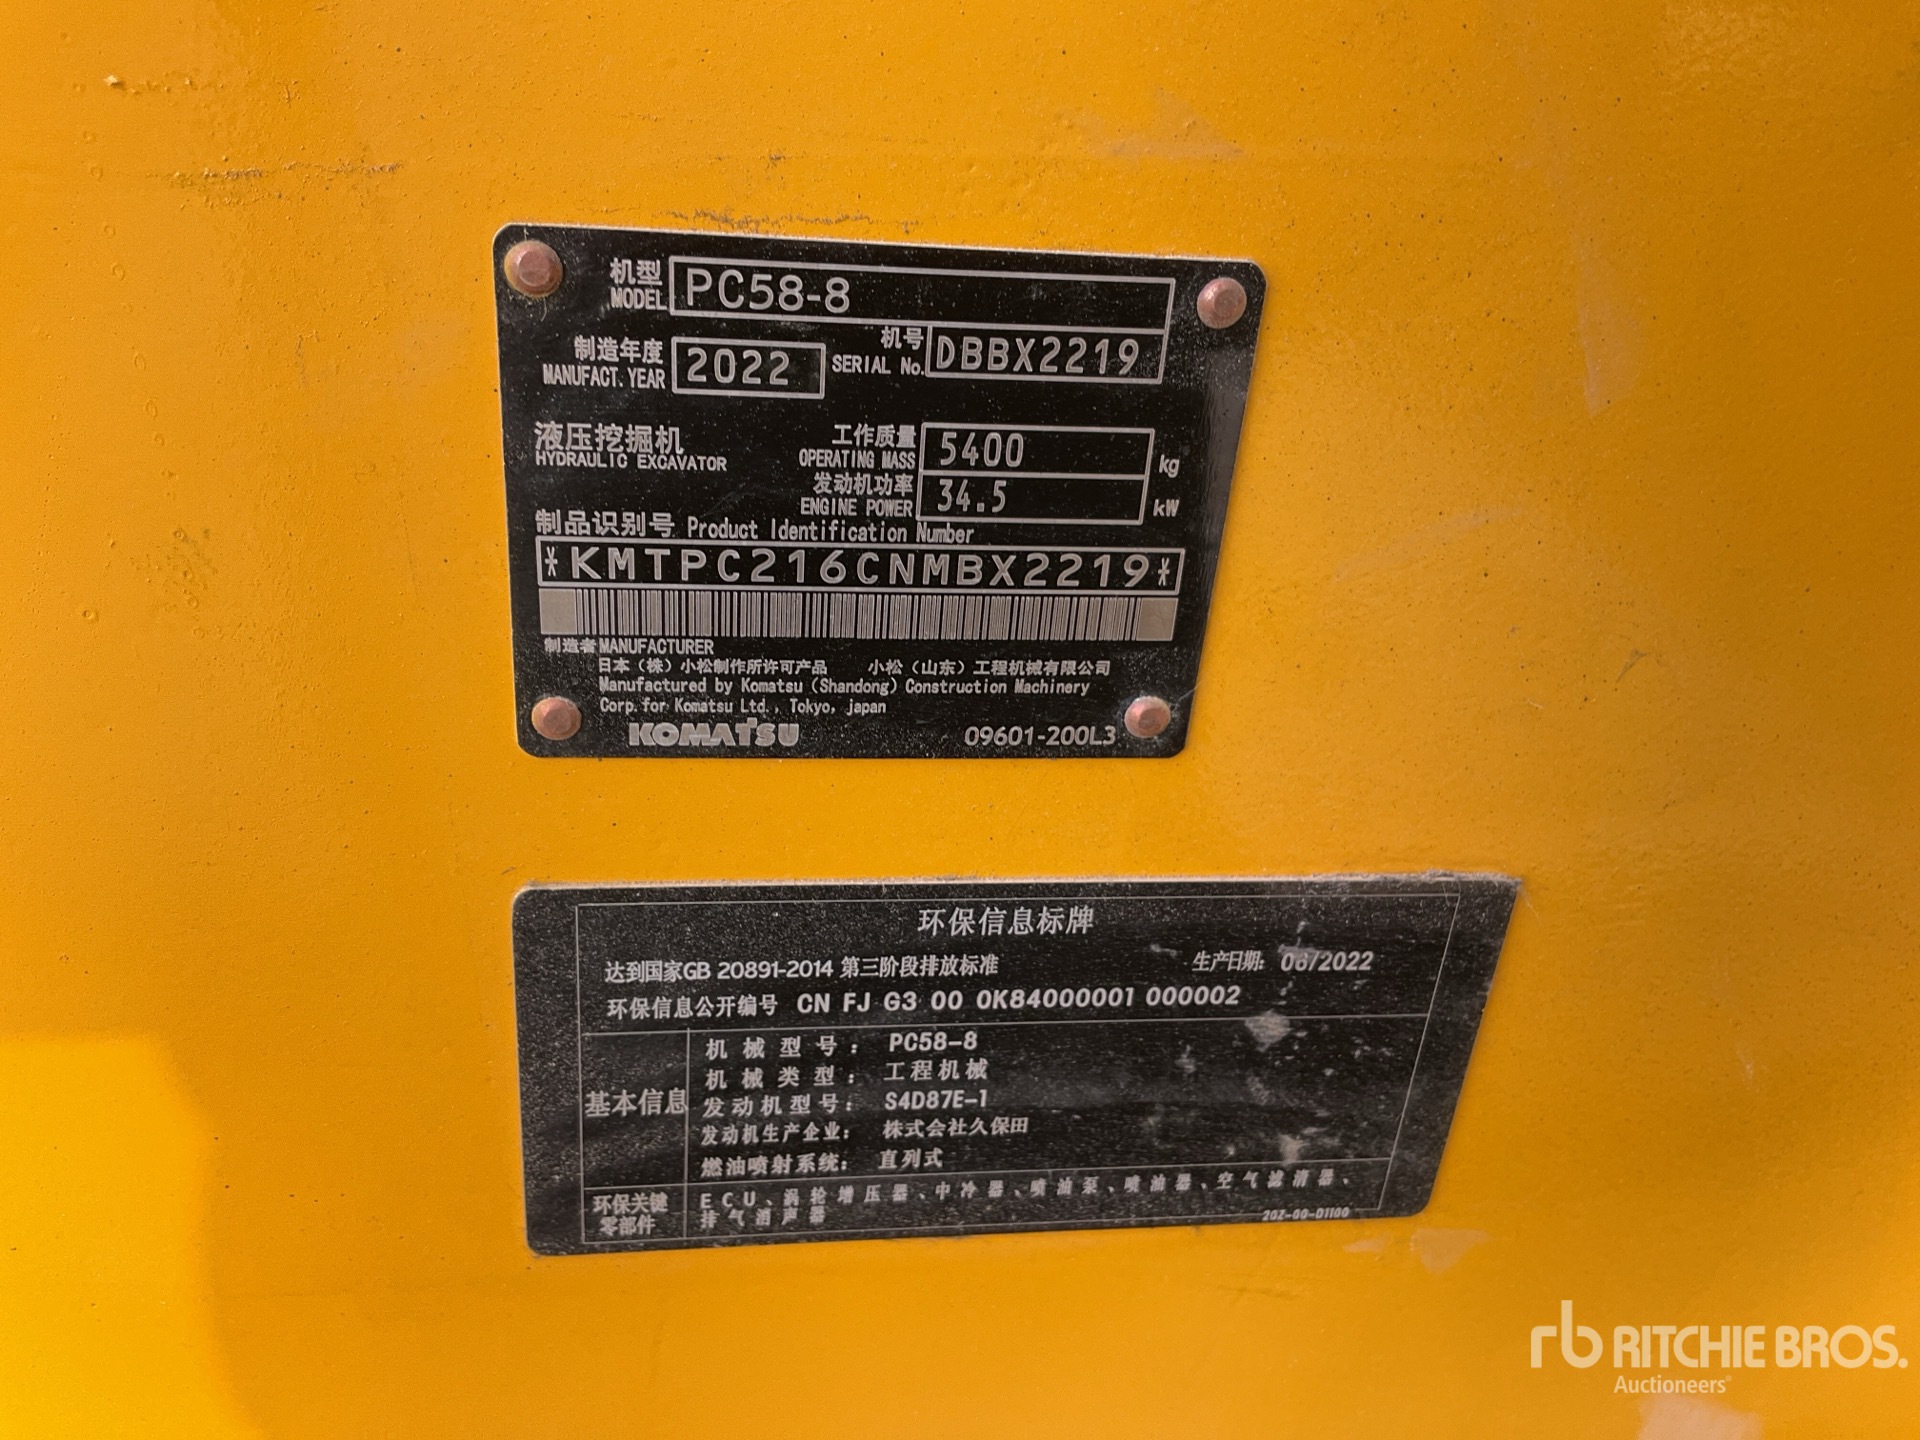 机型
MODEL PC58-8
制造年度
MANUFACT. YEAR 2022
机号
SERIAL No. DBBX2219
液压挖掘机
HYDRAULIC EXCAVATOR
工作质量
OPERATING MASS 5400 kg
发动机功率
ENGINE POWER 34.5 kW
制品识别号 Product Identification Number
*KMTPC216CNMBX2219*
制造者 MANUFACTURER
日本（株）小松制作所许可产品 小松（山东）工程机械有限公司
Manufactured by Komatsu (Shandong) Construction Machinery
Corp. for Komatsu Ltd., Tokyo, japan
KOMATSU 09601-200L3
环保信息标牌
达到国家GB 20891-2014 第三阶段排放标准 生产日期: 06/2022
环保信息公开编号 CN FJ G3 00 0K84000001 000002
基本信息
机械型号： PC58-8
机械类型： 工程机械
发动机型号： S4D87E-1
发动机生产企业： 株式会社久保田
燃油喷射系统： 直列式
环保关键
零部件
ECU、涡轮增压器、中冷器、喷油泵、喷油器、空气滤清器、
排气消声器
20Z-00-D1100
rb RITCHIE BROS.
Auctioneers